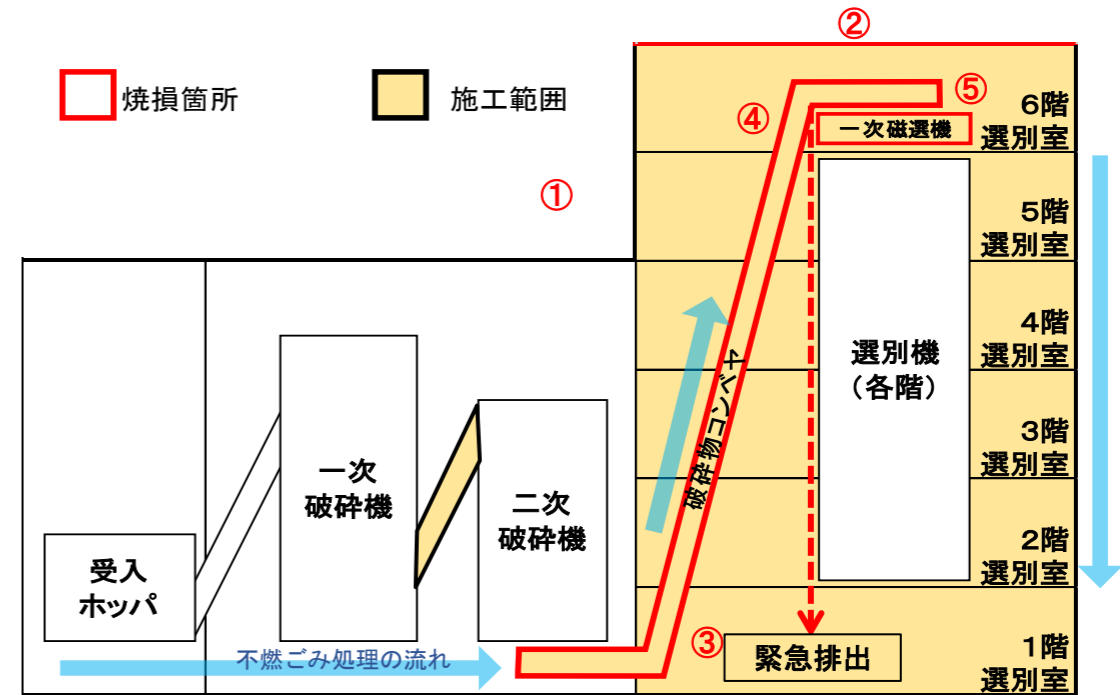 ②
焼損箇所
施工範囲
④
⑤
6階
選別室
一次磁選機
①
5階
選別室
4階
選別室
選別機
(各階)
破砕物コンベヤ
3階
選別室
一次
破砕機
二次
破砕機
2階
選別室
受入
ホッパ
不燃ごみ処理の流れ
③
緊急排出
1階
選別室